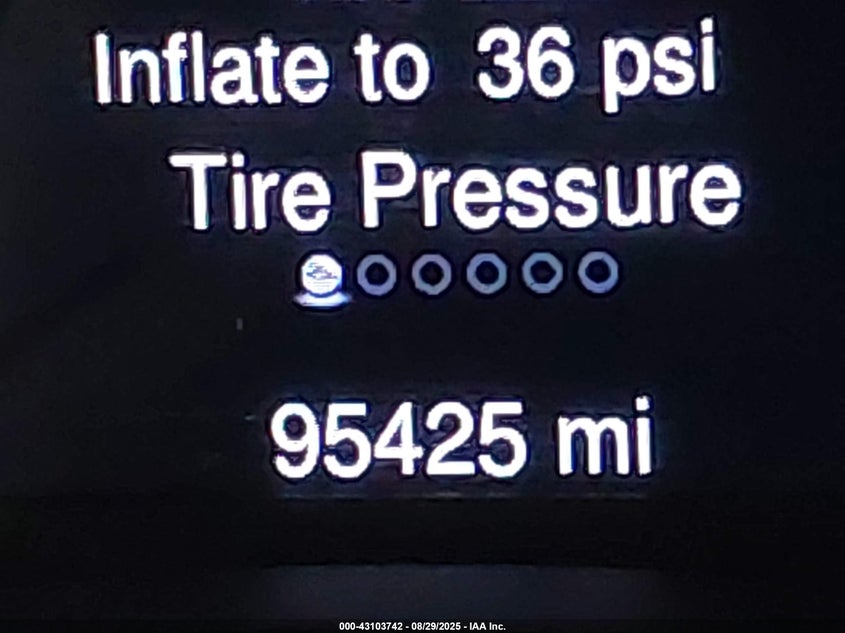 Inflate to 36 psi
Tire Pressure
95425 mi
000-43103742 - 08/29/2025 - IAA Inc.